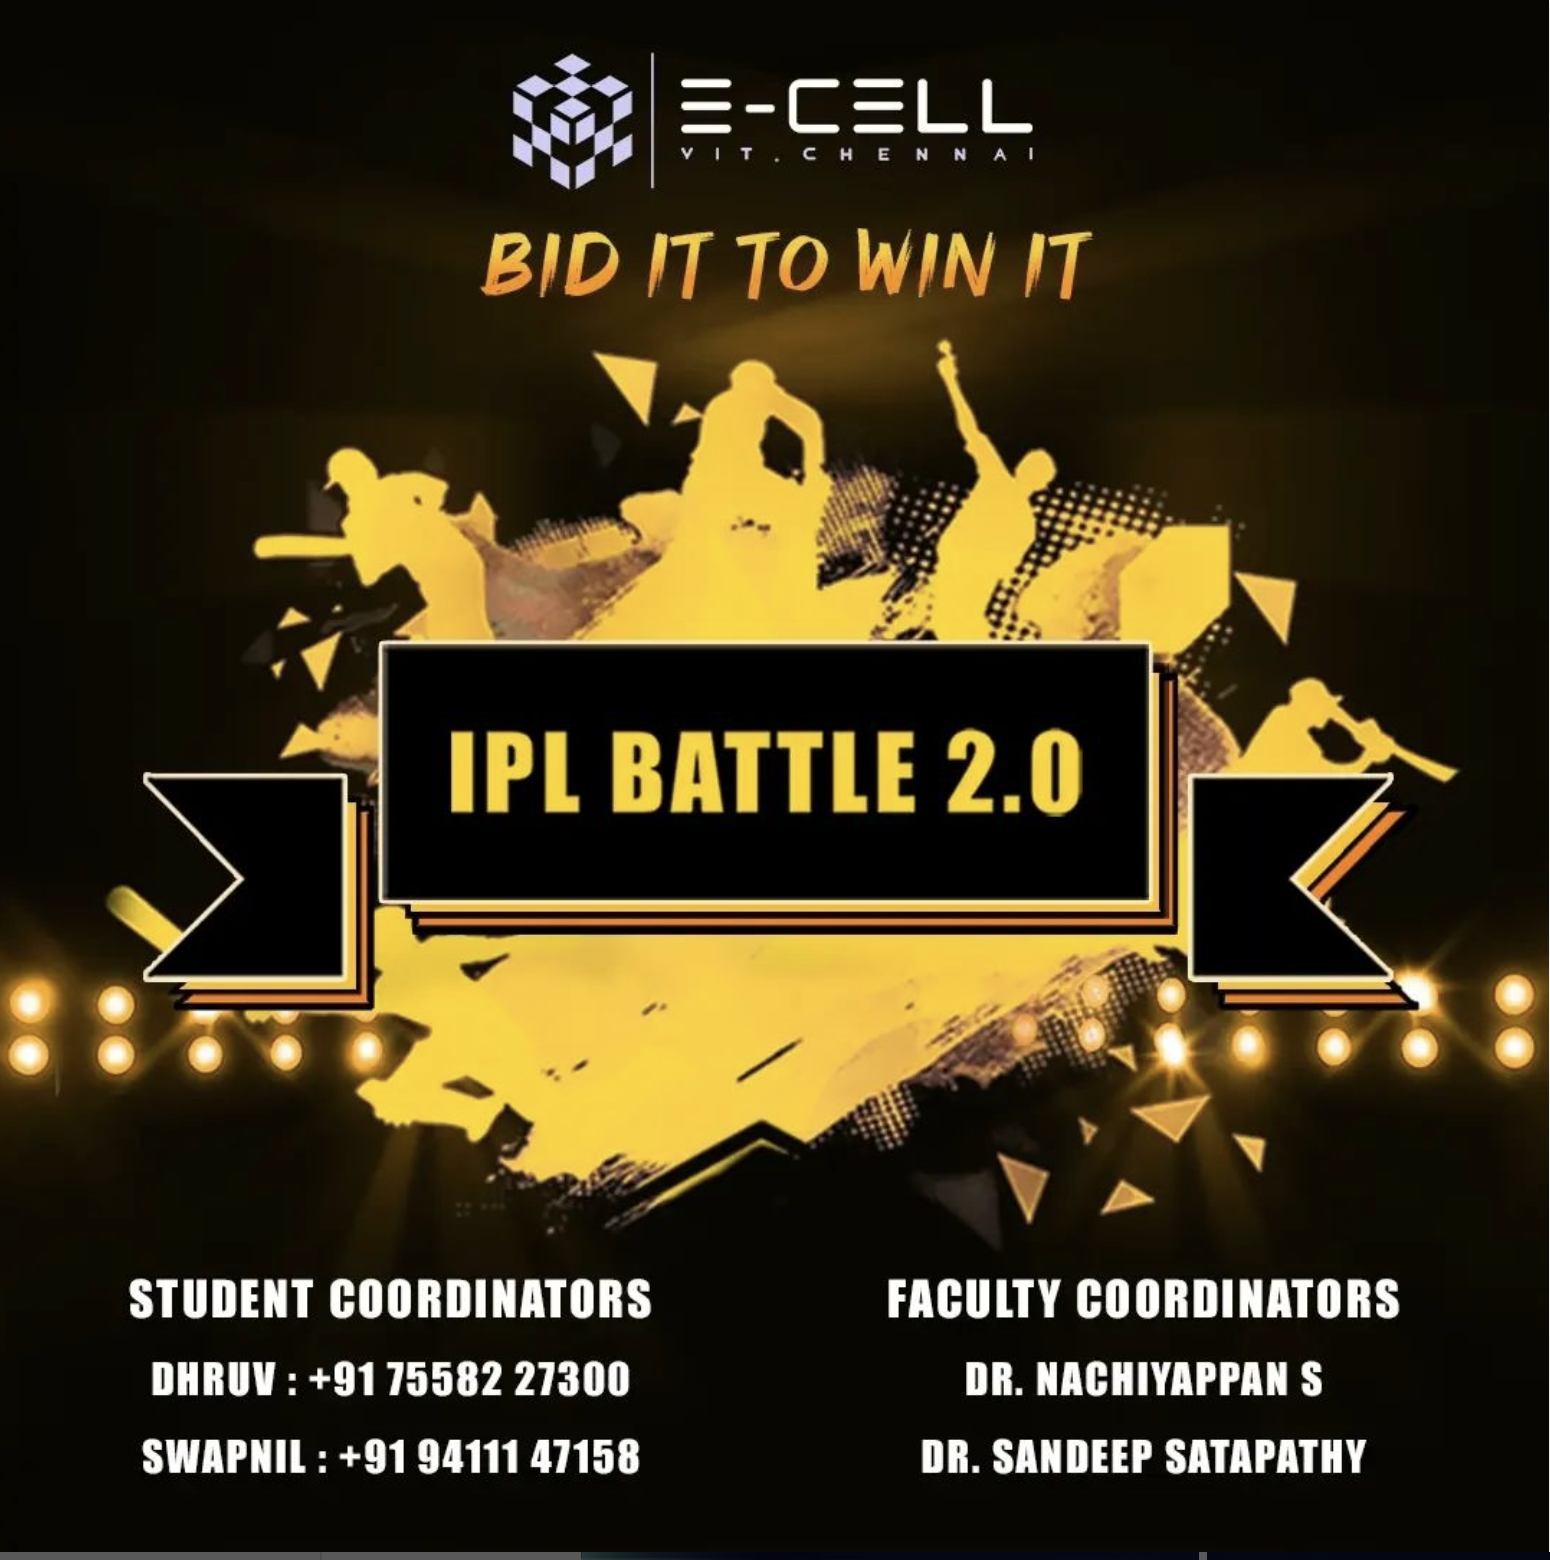 E-CELL
VIT.CHENNAI
BID IT TO WIN IT
IPL BATTLE 2.0
STUDENT COORDINATORS
DHRUV : +91 75582 27300
SWAPNIL : +91 94111 47158
FACULTY COORDINATORS
DR. NACHIYAPPAN S
DR. SANDEEP SATAPATHY